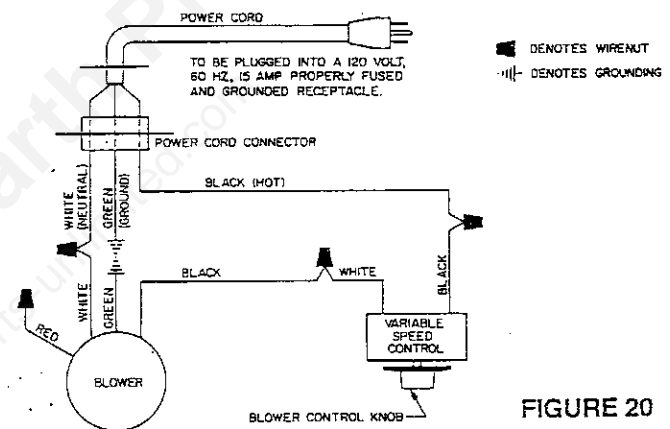 POWER CORD
TO BE PLUGGED INTO A 120 VOLT,
60 HZ, 15 AMP PROPERLY FUSED
AND GROUNDED RECEPTACLE.
DENOTES WIRENUT
DENOTES GROUNDING
POWER CORD CONNECTOR
WHITE
(NEUTRAL)
GREEN
(GROUND)
BLACK (HOT)
BLACK
WHITE
BLACK
WHITE
GREEN
RED
VARIABLE
SPEED
CONTROL
BLOWER
BLOWER CONTROL KNOB
FIGURE 20